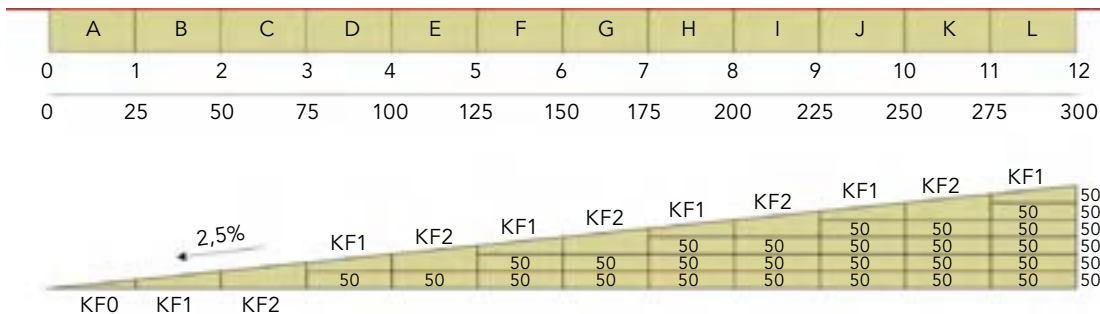 A B C D E F G H I J K L
0 1 2 3 4 5 6 7 8 9 10 11 12
0 25 50 75 100 125 150 175 200 225 250 275 300
2,5% KF1 KF2 KF1 KF2 KF1 KF2 KF1 KF2 KF1
50
50 50
50 50 50 50
50 50 50 50 50 50
50 50 50 50 50 50 50 50
50 50 50 50 50 50 50 50 50 50
KF0 KF1 KF2